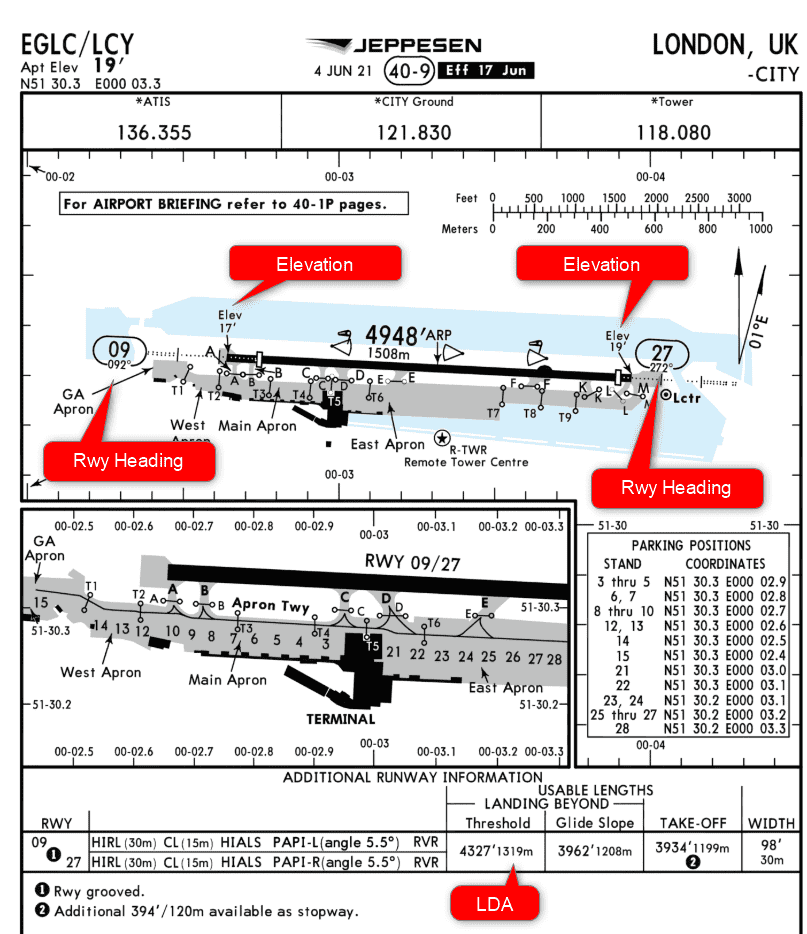 EGLC/LCY
Apt Elev 19'
N51 30.3 E000 03.3
JEPPESEN
4 JUN 21 40-9 Eff 17 Jun
LONDON, UK
-CITY
*ATIS
136.355
*CITY Ground
121.830
*Tower
118.080
00-02 00-03 00-04
For AIRPORT BRIEFING refer to 40-1P pages.
Feet 0 500 1000 1500 2000 2500 3000
Meters 0 200 400 600 800 1000
Elevation
Elevation
01°E
Elev
17'
4948' ARP
1508m
Elev
19'
09
092°
27
272°
A A B B C C D D E E F F K K L L M
T1 T2 T3 T4 T5 T6 T7 T8 T9
GA
Apron
West
Main Apron
East Apron
Lctr
R-TWR
Remote Tower Centre
Rwy Heading
Rwy Heading
00-03
00-02.5 00-02.6 00-02.7 00-02.8 00-02.9 00-03 00-03.1 00-03.2 00-03.3
51-30 51-30
GA
Apron
RWY 09/27
A A B B C C D D E E
T1 T2 T3 T4 T5 T6
Apron Twy
51-30.3 51-30.3
15 14 13 12 10 9 8 7 6 5 4 3 21 22 23 24 25 26 27 28
West Apron
Main Apron
East Apron
51-30.2 51-30.2
TERMINAL
00-02.5 00-02.6 00-02.7 00-02.8 00-02.9 00-03 00-03.1 00-03.2 00-03.3
PARKING POSITIONS
STAND COORDINATES
3 thru 5 N51 30.3 E000 02.9
6, 7 N51 30.3 E000 02.8
8 thru 10 N51 30.3 E000 02.7
12, 13 N51 30.3 E000 02.6
14 N51 30.3 E000 02.5
15 N51 30.3 E000 02.4
21 N51 30.3 E000 03.0
22 N51 30.3 E000 03.1
23, 24 N51 30.2 E000 03.1
25 thru 27 N51 30.2 E000 03.2
28 N51 30.2 E000 03.3
00-04
ADDITIONAL RUNWAY INFORMATION
USABLE LENGTHS
LANDING BEYOND
RWY Threshold Glide Slope TAKE-OFF WIDTH
09 HIRL (30m) CL (15m) HIALS PAPI-L (angle 5.5°) RVR
1 27 HIRL (30m) CL (15m) HIALS PAPI-R (angle 5.5°) RVR
4327' 1319m 3962' 1208m 3934' 1199m 98'
2 30m
1 Rwy grooved.
2 Additional 394'/120m available as stopway.
LDA